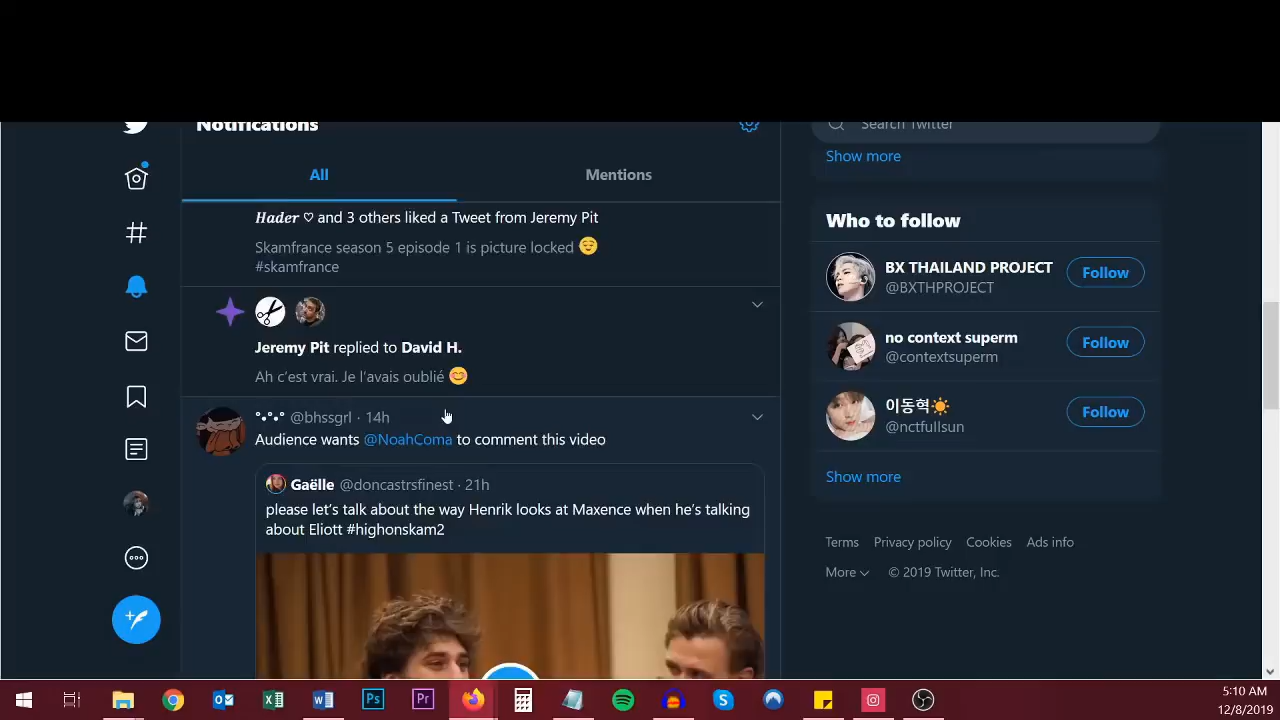 Notifications
Search Twitter
All
Mentions
Show more
Hader ♡ and 3 others liked a Tweet from Jeremy Pit
Skamfrance season 5 episode 1 is picture locked 😌
#skamfrance
Jeremy Pit replied to David H.
Ah c'est vrai. Je l'avais oublié 😊
°•°•° @bhssgrl · 14h
Audience wants @NoahComa to comment this video
Gaëlle @doncastrsfinest · 21h
please let's talk about the way Henrik looks at Maxence when he's talking
about Eliott #highonskam2
Who to follow
BX THAILAND PROJECT
@BXTHPROJECT
Follow
no context superm
@contextsuperm
Follow
이동혁☀️
@nctfullsun
Follow
Show more
Terms Privacy policy Cookies Ads info
More © 2019 Twitter, Inc.
5:10 AM
12/8/2019